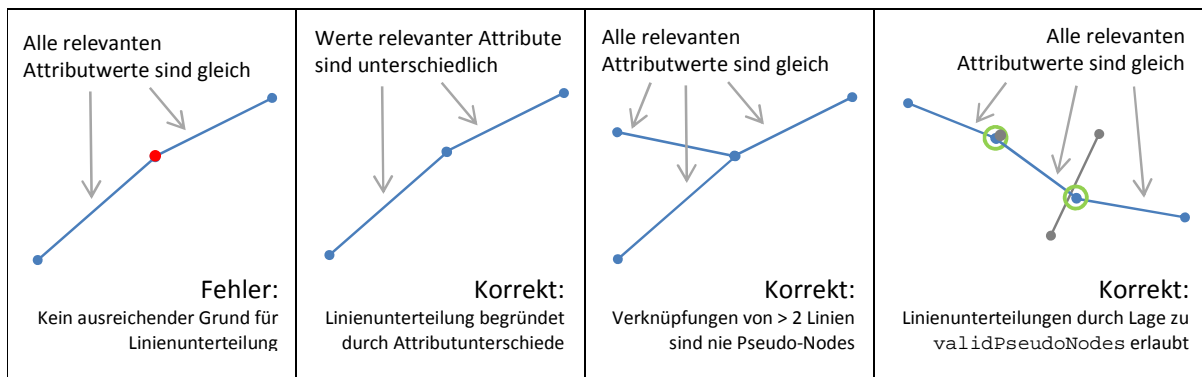 Alle relevanten
Attributwerte sind gleich
Fehler:
Kein ausreichender Grund für
Linienunterteilung
Werte relevanter Attribute
sind unterschiedlich
Korrekt:
Linienunterteilung begründet
durch Attributunterschiede
Alle relevanten
Attributwerte sind gleich
Korrekt:
Verknüpfungen von > 2 Linien
sind nie Pseudo-Nodes
Alle relevanten
Attributwerte sind gleich
Korrekt:
Linienunterteilungen durch Lage zu
validPseudoNodes erlaubt